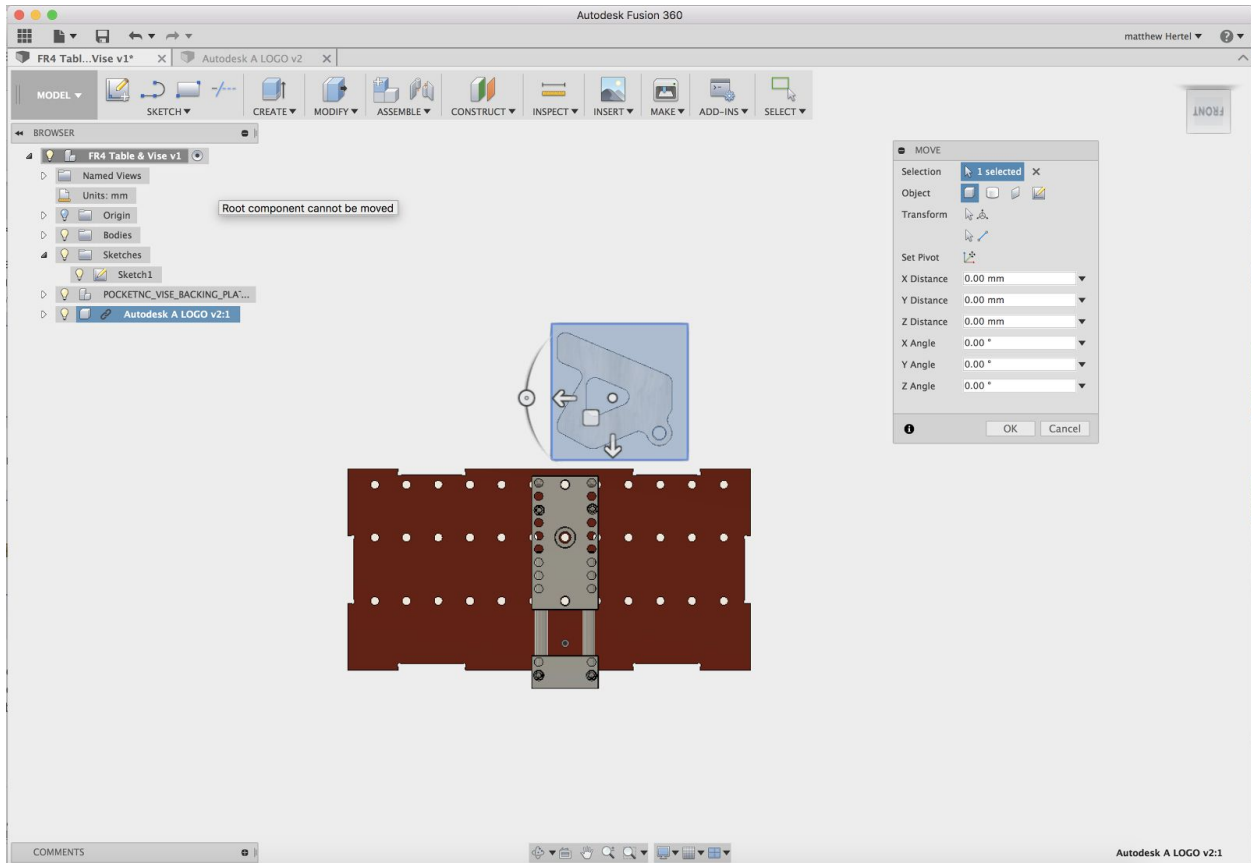 Autodesk Fusion 360
matthew Hertel
FR4 Tabl...Vise v1*
Autodesk A LOGO v2
MODEL
SKETCH
CREATE
MODIFY
ASSEMBLE
CONSTRUCT
INSPECT
INSERT
MAKE
ADD-INS
SELECT
FRONT
BROWSER
FR4 Table & Vise v1
Named Views
Units: mm
Origin
Bodies
Sketches
Sketch1
POCKETNC_VISE_BACKING_PLA'...
Autodesk A LOGO v2:1
Root component cannot be moved
MOVE
Selection 1 selected
Object
Transform
Set Pivot
X Distance 0.00 mm
Y Distance 0.00 mm
Z Distance 0.00 mm
X Angle 0.00 °
Y Angle 0.00 °
Z Angle 0.00 °
OK Cancel
COMMENTS
Autodesk A LOGO v2:1